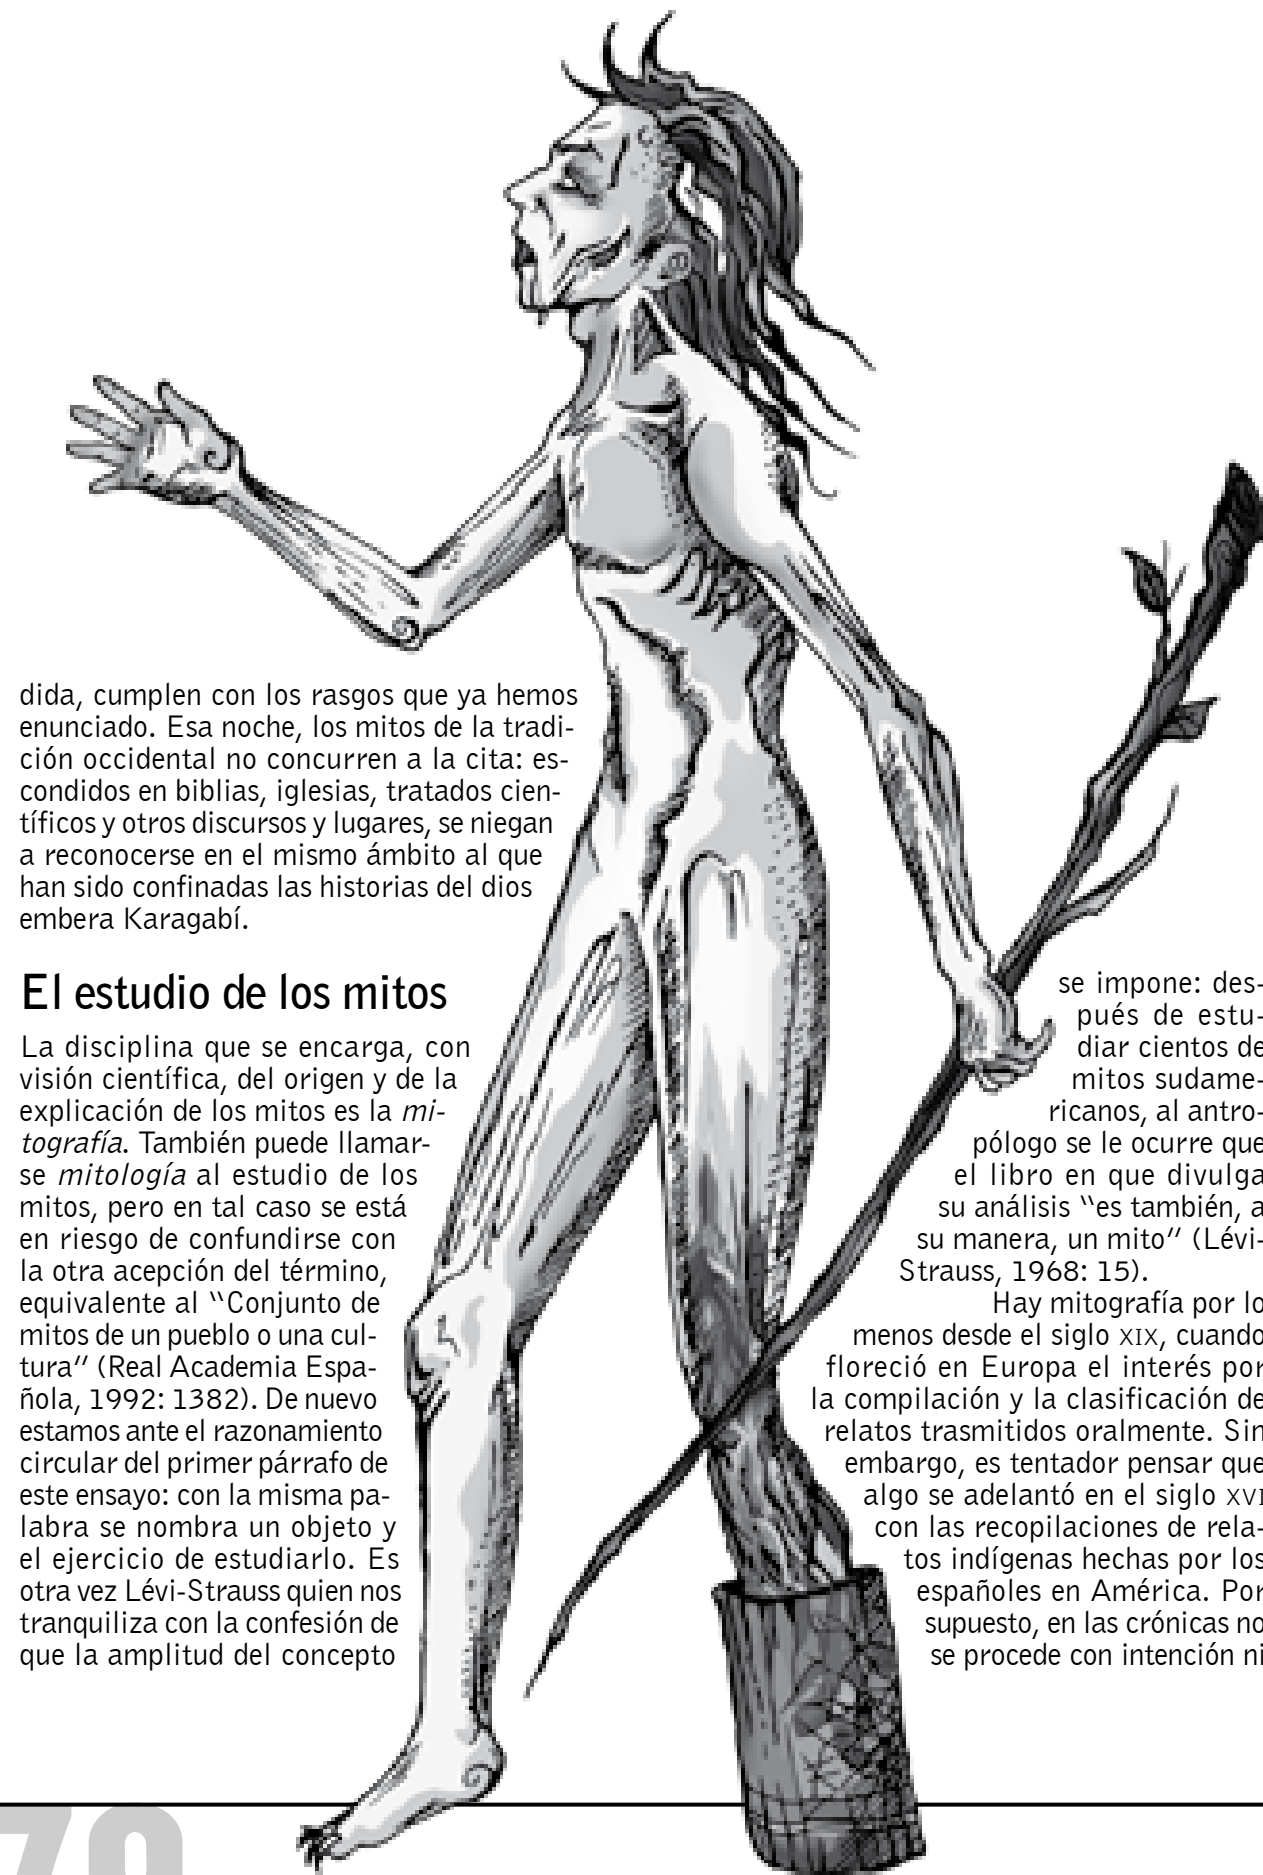 dida, cumplen con los rasgos que ya hemos
enunciado. Esa noche, los mitos de la tradi-
ción occidental no concurren a la cita: es-
condidos en biblias, iglesias, tratados cien-
tíficos y otros discursos y lugares, se niegan
a reconocerse en el mismo ámbito al que
han sido confinadas las historias del dios
embera Karagabí.
El estudio de los mitos
La disciplina que se encarga, con
visión científica, del origen y de la
explicación de los mitos es la mi-
tografía. También puede llamar-
se mitología al estudio de los
mitos, pero en tal caso se está
en riesgo de confundirse con
la otra acepción del término,
equivalente al “Conjunto de
mitos de un pueblo o una cul-
tura” (Real Academia Espa-
ñola, 1992: 1382). De nuevo
estamos ante el razonamiento
circular del primer párrafo de
este ensayo: con la misma pa-
labra se nombra un objeto y
el ejercicio de estudiarlo. Es
otra vez Lévi-Strauss quien nos
tranquiliza con la confesión de
que la amplitud del concepto
se impone: des-
pués de estu-
diar cientos de
mitos sudame-
ricanos, al antro-
pólogo se le ocurre que
el libro en que divulga
su análisis “es también, a
su manera, un mito” (Lévi-
Strauss, 1968: 15).
Hay mitografía por lo
menos desde el siglo XIX, cuando
floreció en Europa el interés por
la compilación y la clasificación de
relatos trasmitidos oralmente. Sin
embargo, es tentador pensar que
algo se adelantó en el siglo XVI
con las recopilaciones de rela-
tos indígenas hechas por los
españoles en América. Por
supuesto, en las crónicas no
se procede con intención ni